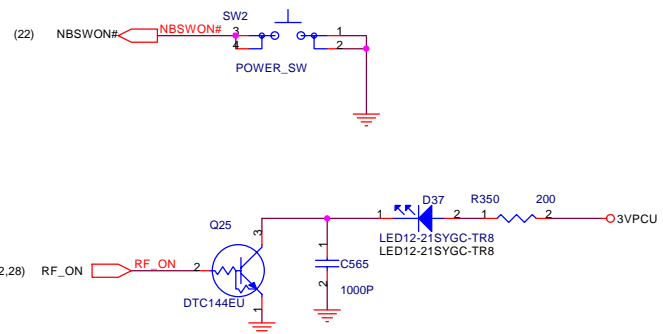 SW2
(22) NBSWON# NBSWON# 3 1
4 2
POWER_SW
D37 R350 200
Q25 1 2 1 2 3VPCU
3 LED12-21SYGC-TR8
LED12-21SYGC-TR8
1
2,28) RF_ON RF_ON 2 C565
2 1000P
DTC144EU
1